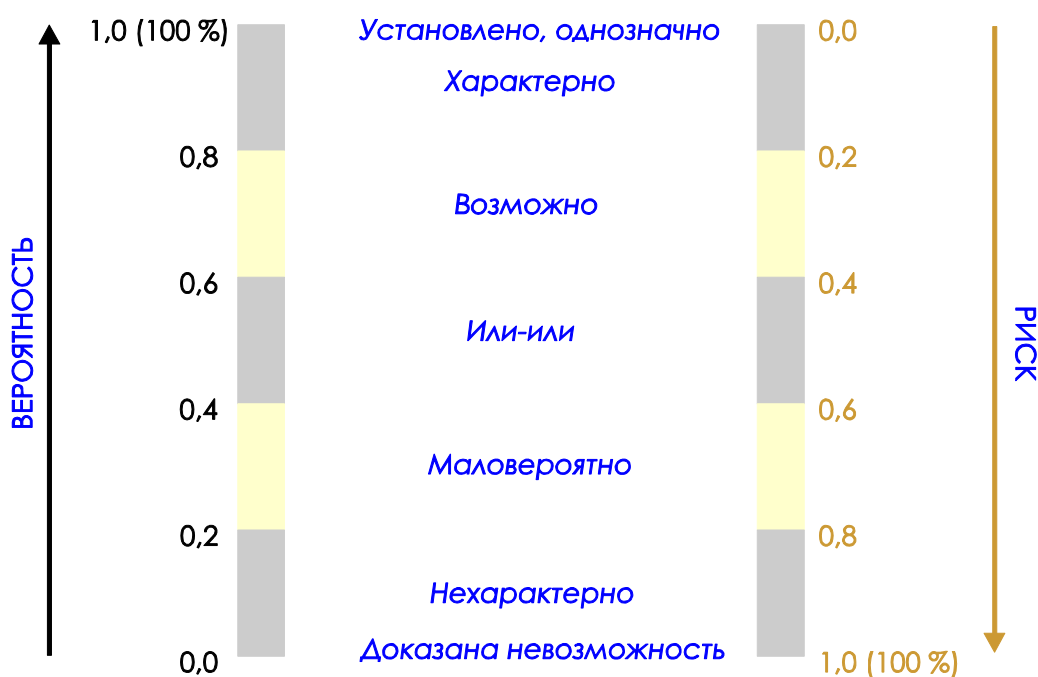 1,0 (100 %) Установлено, однозначно 0,0
Характерно
0,8 0,2
Возможно
0,6 0,4
ВЕРОЯТНОСТЬ
Или-или
РИСК
0,4 0,6
Маловероятно
0,2 0,8
Нехарактерно
Доказана невозможность
0,0 1,0 (100 %)